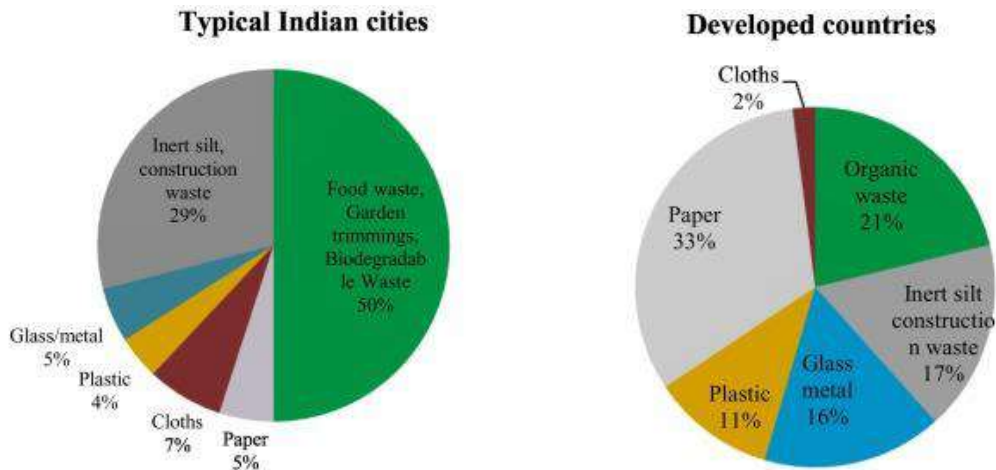 Typical Indian cities
Inert silt,
construction
waste
29%
Food waste,
Garden
trimmings,
Biodegradab
le Waste
50%
Glass/metal
5%
Plastic
4%
Cloths
7%
Paper
5%
Developed countries
Cloths
2%
Organic
waste
21%
Paper
33%
Inert silt
constructio
n waste
17%
Glass
metal
16%
Plastic
11%